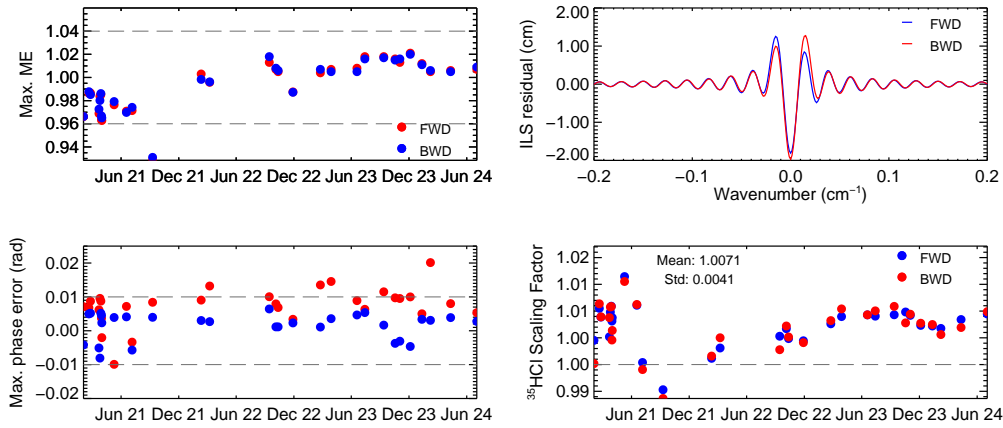 1.04
1.02
1.00
0.98
0.96
0.94
Max. ME
FWD
BWD
Jun 21 Dec 21 Jun 22 Dec 22 Jun 23 Dec 23 Jun 24
2.00
1.00
0.00
−1.00
−2.00
ILS residual (cm)
FWD
BWD
−0.2 −0.1 0.0 0.1 0.2
Wavenumber (cm⁻¹)
0.02
0.01
0.00
−0.01
−0.02
Max. phase error (rad)
Jun 21 Dec 21 Jun 22 Dec 22 Jun 23 Dec 23 Jun 24
1.02
1.01
1.01
1.00
1.00
0.99
³⁵HCl Scaling Factor
Mean: 1.0071
Std: 0.0041
FWD
BWD
Jun 21 Dec 21 Jun 22 Dec 22 Jun 23 Dec 23 Jun 24